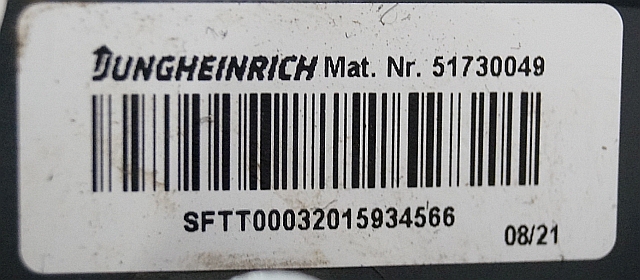 JUNGHEINRICH Mat. Nr. 51730049
SFTT00032015934566
08/21